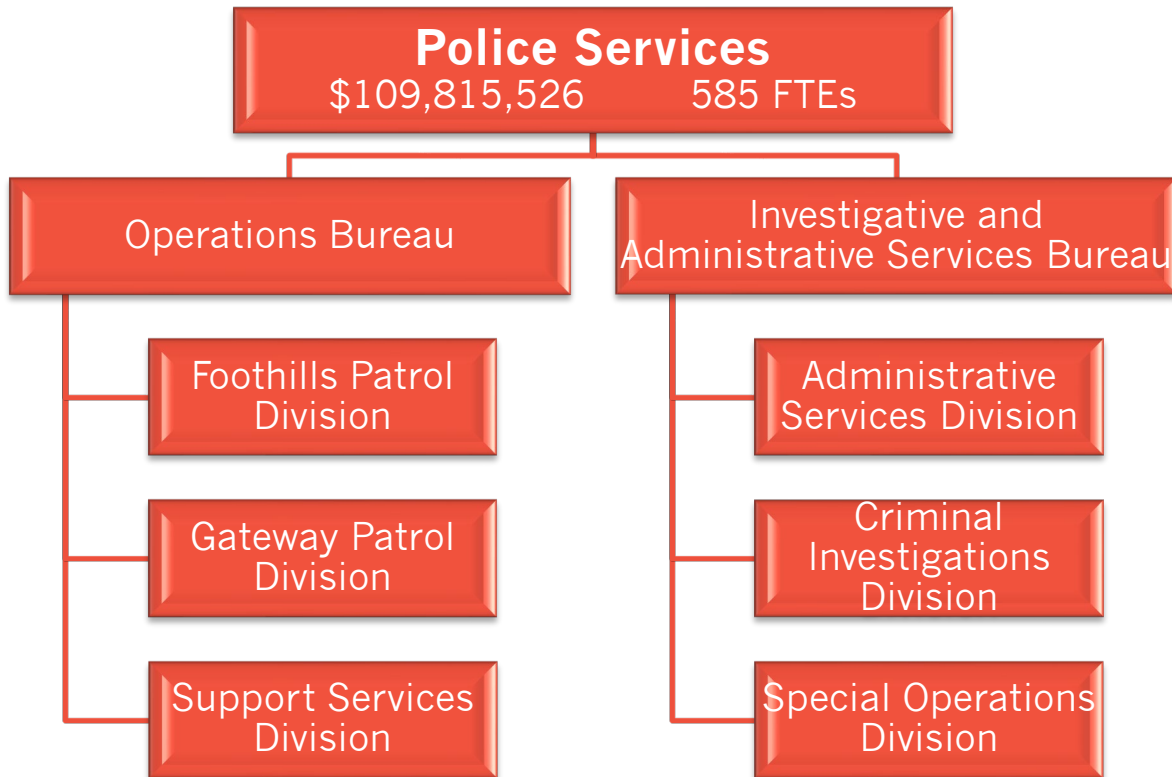 Police Services
$109,815,526 585 FTEs
Operations Bureau
Foothills Patrol
Division
Gateway Patrol
Division
Support Services
Division
Investigative and
Administrative Services Bureau
Administrative
Services Division
Criminal
Investigations
Division
Special Operations
Division